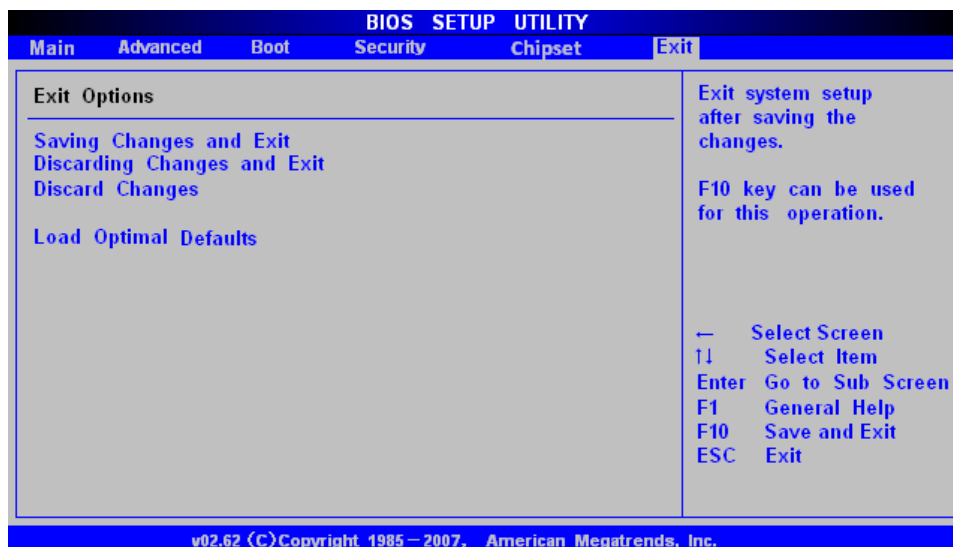 BIOS SETUP UTILITY
Main Advanced Boot Security Chipset Exit
Exit Options
Saving Changes and Exit
Discarding Changes and Exit
Discard Changes
Load Optimal Defaults
Exit system setup
after saving the
changes.
F10 key can be used
for this operation.
← Select Screen
↑↓ Select Item
Enter Go to Sub Screen
F1 General Help
F10 Save and Exit
ESC Exit
v02.62 (C)Copyright 1985-2007, American Megatrends, Inc.